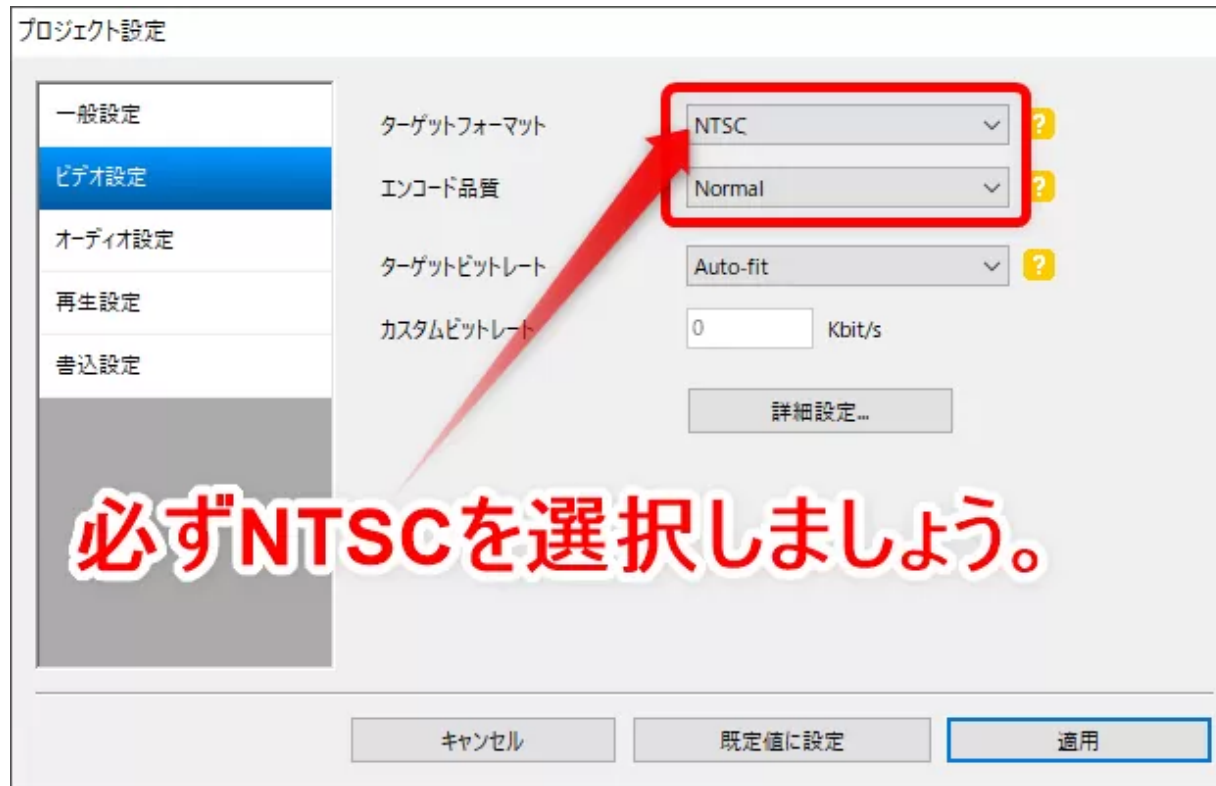 プロジェクト設定
一般設定
ビデオ設定
オーディオ設定
再生設定
書込設定
ターゲットフォーマット NTSC ?
エンコード品質 Normal ?
ターゲットビットレート Auto-fit ?
カスタムビットレート 0 Kbit/s
詳細設定...
必ずNTSCを選択しましょう。
キャンセル 既定値に設定 適用